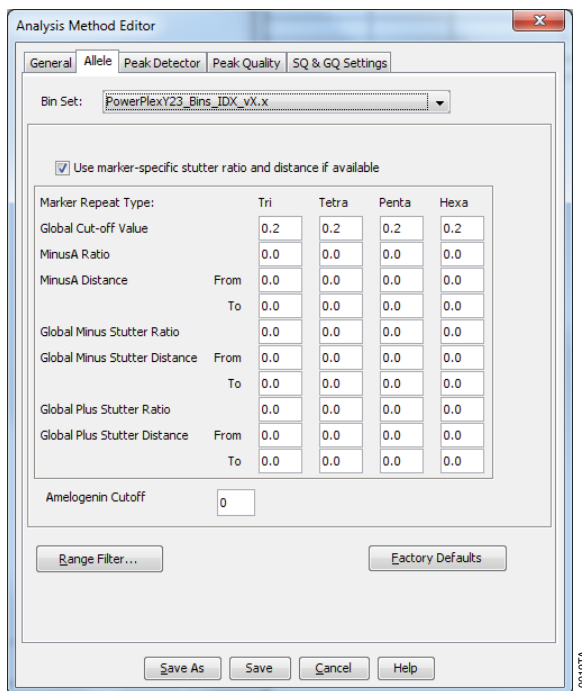 Analysis Method Editor
General Allele Peak Detector Peak Quality SQ & GQ Settings
Bin Set: PowerPlexY23_Bins_IDX_vX.x
Use marker-specific stutter ratio and distance if available
Marker Repeat Type: Tri Tetra Penta Hexa
Global Cut-off Value 0.2 0.2 0.2 0.2
MinusA Ratio 0.0 0.0 0.0 0.0
MinusA Distance From 0.0 0.0 0.0 0.0
To 0.0 0.0 0.0 0.0
Global Minus Stutter Ratio 0.0 0.0 0.0 0.0
Global Minus Stutter Distance From 0.0 0.0 0.0 0.0
To 0.0 0.0 0.0 0.0
Global Plus Stutter Ratio 0.0 0.0 0.0 0.0
Global Plus Stutter Distance From 0.0 0.0 0.0 0.0
To 0.0 0.0 0.0 0.0
Amelogenin Cutoff 0
Range Filter... Factory Defaults
Save As Save Cancel Help